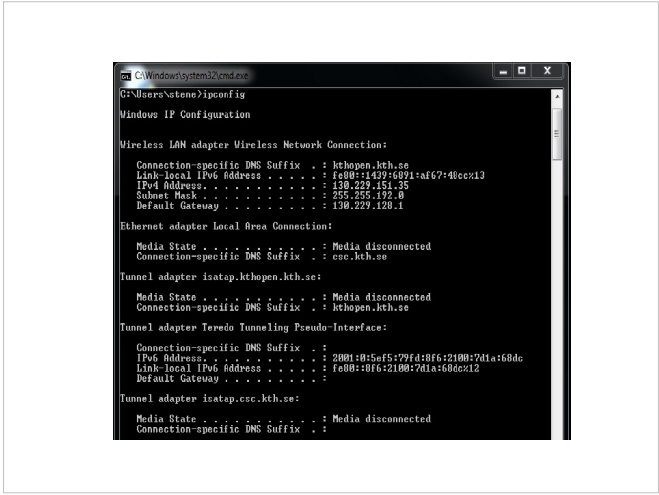 C:\Windows\system32\cmd.exe
C:\Users\stene>ipconfig
Windows IP Configuration
Wireless LAN adapter Wireless Network Connection:
Connection-specific DNS Suffix . : kthopen.kth.se
Link-local IPv6 Address . . . . . : fe80::1439:6891:af67:48cc%13
IPv4 Address. . . . . . . . . . . : 130.229.151.35
Subnet Mask . . . . . . . . . . . : 255.255.192.0
Default Gateway . . . . . . . . . : 130.229.128.1
Ethernet adapter Local Area Connection:
Media State . . . . . . . . . . . : Media disconnected
Connection-specific DNS Suffix . : csc.kth.se
Tunnel adapter isatap.kthopen.kth.se:
Media State . . . . . . . . . . . : Media disconnected
Connection-specific DNS Suffix . : kthopen.kth.se
Tunnel adapter Teredo Tunneling Pseudo-Interface:
Connection-specific DNS Suffix . :
IPv6 Address. . . . . . . . . . . : 2001:0:5ef5:79fd:8f6:2100:7d1a:68dc
Link-local IPv6 Address . . . . . : fe80::8f6:2100:7d1a:68dc%12
Default Gateway . . . . . . . . . :
Tunnel adapter isatap.csc.kth.se:
Media State . . . . . . . . . . . : Media disconnected
Connection-specific DNS Suffix . :